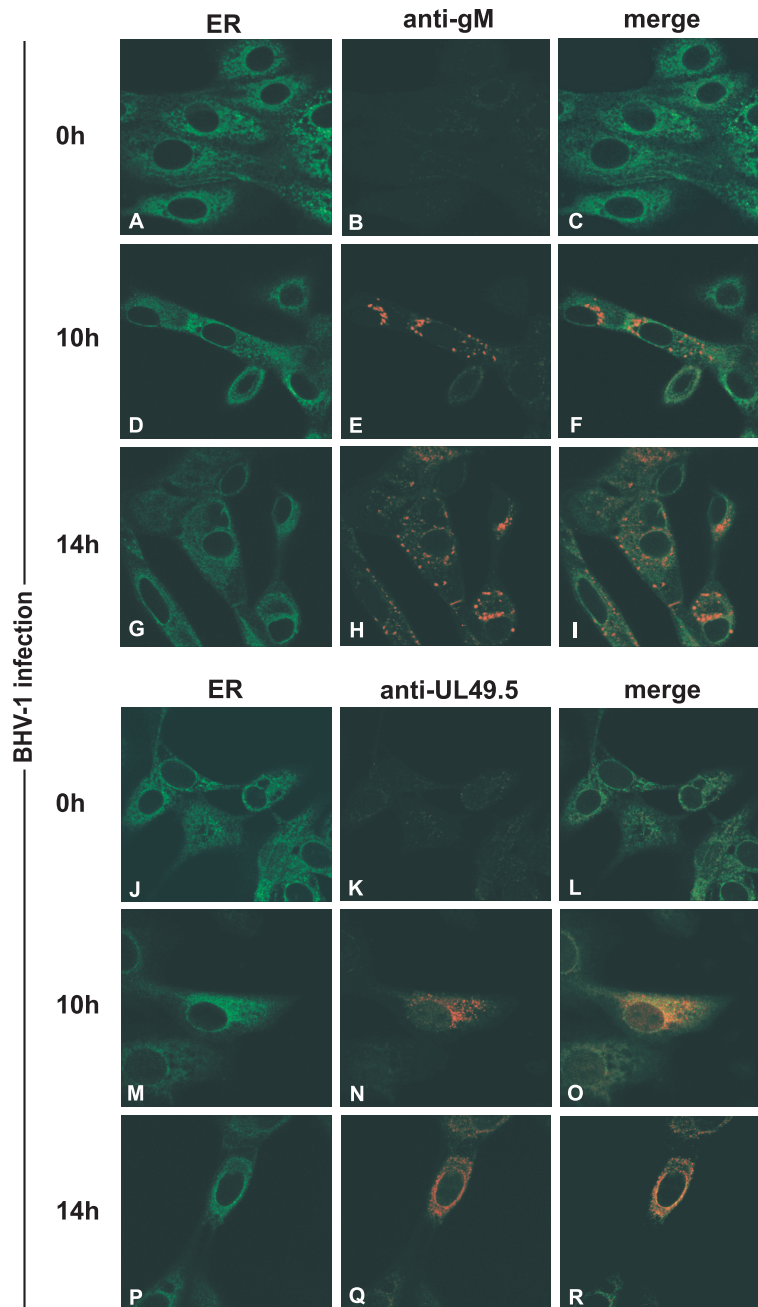 ER anti-gM merge
0h
A B C
10h
D E F
14h
G H I
BHV-1 infection
ER anti-UL49.5 merge
0h
J K L
10h
M N O
14h
P Q R